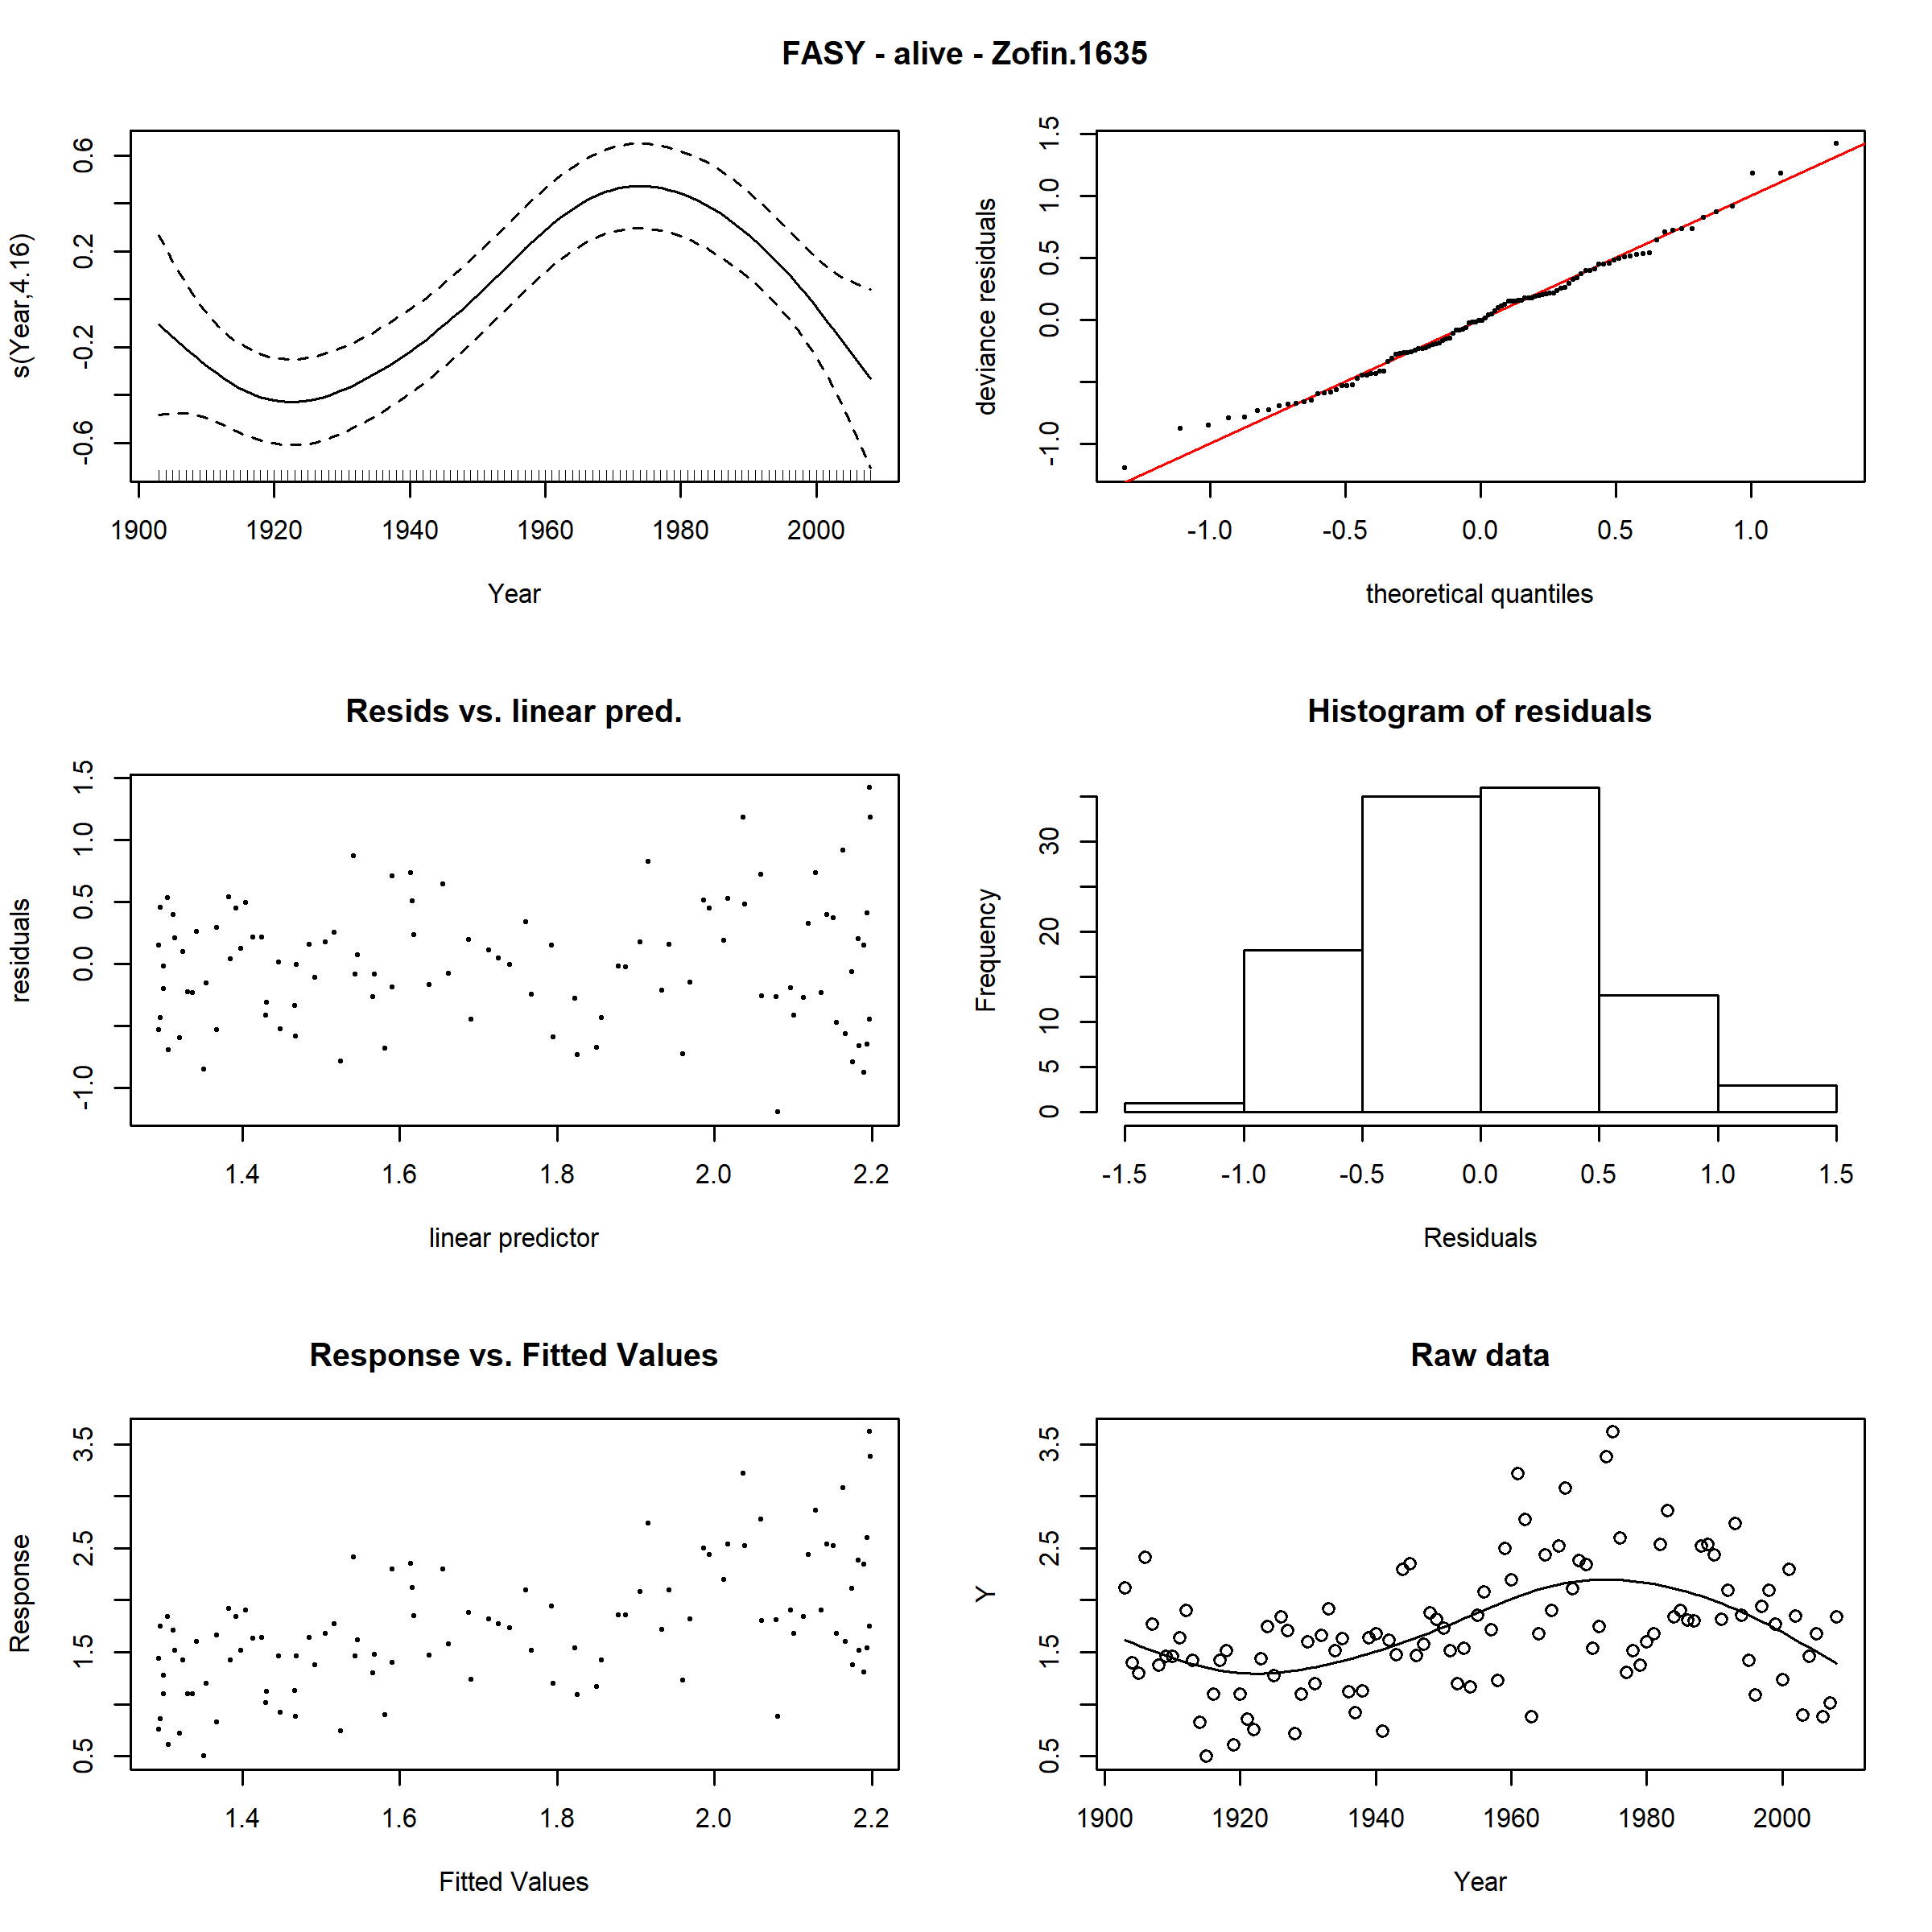 FASY - alive - Zofin.1635
s(Year,4.16)
-0.6 -0.2 0.2 0.6
1900 1920 1940 1960 1980 2000
Year
deviance residuals
-1.0 0.0 0.5 1.0 1.5
-1.0 -0.5 0.0 0.5 1.0
theoretical quantiles
Resids vs. linear pred.
residuals
-1.0 0.0 0.5 1.0 1.5
1.4 1.6 1.8 2.0 2.2
linear predictor
Histogram of residuals
Frequency
0 5 10 20 30
-1.5 -1.0 -0.5 0.0 0.5 1.0 1.5
Residuals
Response vs. Fitted Values
Response
0.5 1.5 2.5 3.5
1.4 1.6 1.8 2.0 2.2
Fitted Values
Raw data
Y
0.5 1.5 2.5 3.5
1900 1920 1940 1960 1980 2000
Year